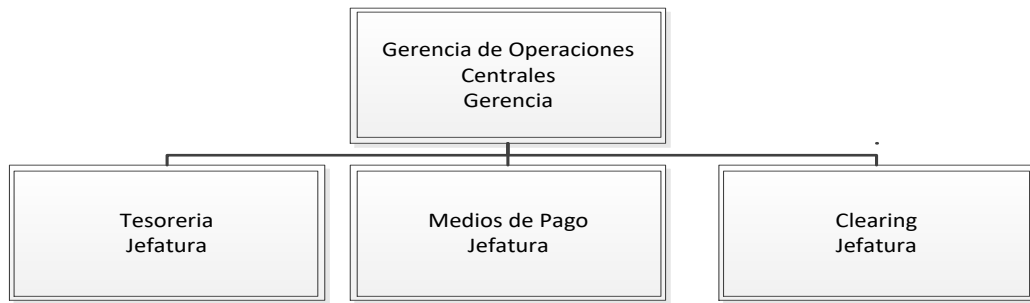 Gerencia de Operaciones
Centrales
Gerencia
Tesoreria
Jefatura
Medios de Pago
Jefatura
Clearing
Jefatura